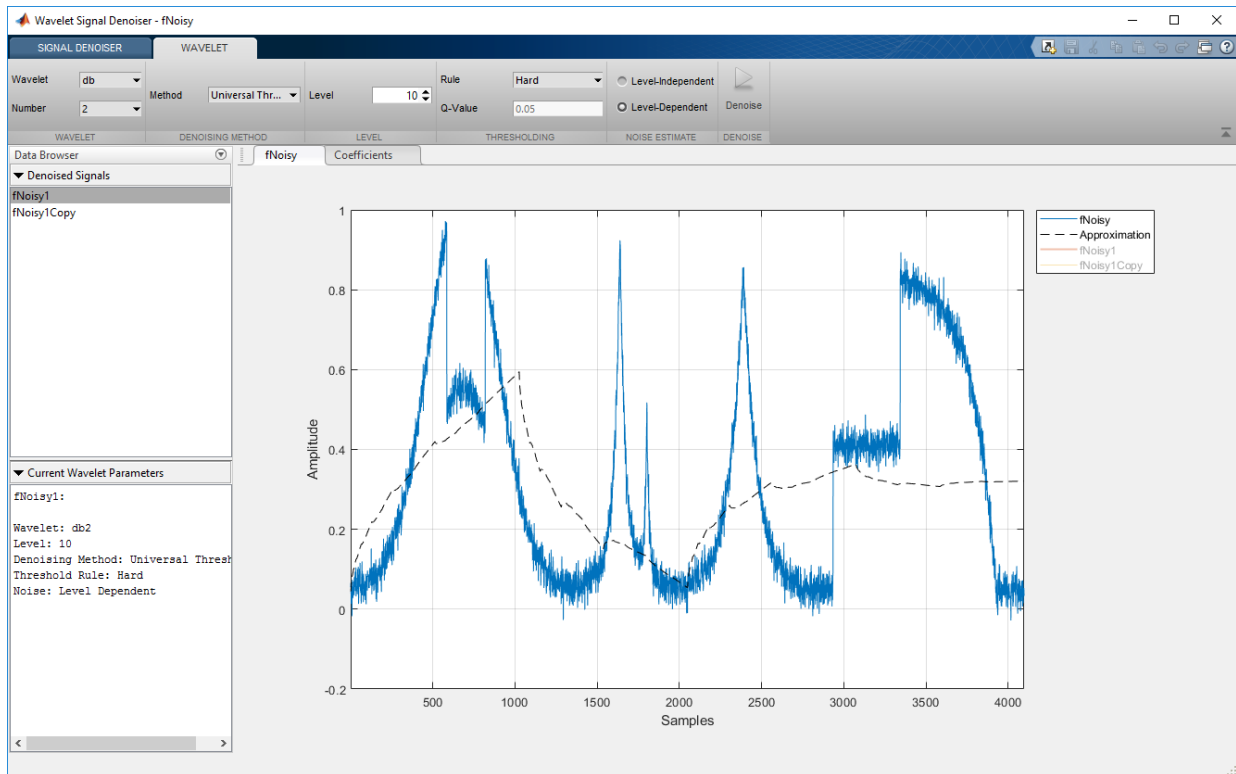 Wavelet Signal Denoiser - fNoisy
SIGNAL DENOISER WAVELET
Wavelet db
Number 2
WAVELET
Method Universal Thr...
DENOISING METHOD
Level 10
LEVEL
Rule Hard
Q-Value 0.05
THRESHOLDING
Level-Independent
Level-Dependent
NOISE ESTIMATE
Denoise
DENOISE
Data Browser
Denoised Signals
fNoisy1
fNoisy1Copy
Current Wavelet Parameters
fNoisy1:
Wavelet: db2
Level: 10
Denoising Method: Universal Thresh
Threshold Rule: Hard
Noise: Level Dependent
fNoisy Coefficients
1
0.8
0.6
0.4
0.2
0
-0.2
Amplitude
500 1000 1500 2000 2500 3000 3500 4000
Samples
fNoisy
Approximation
fNoisy1
fNoisy1Copy